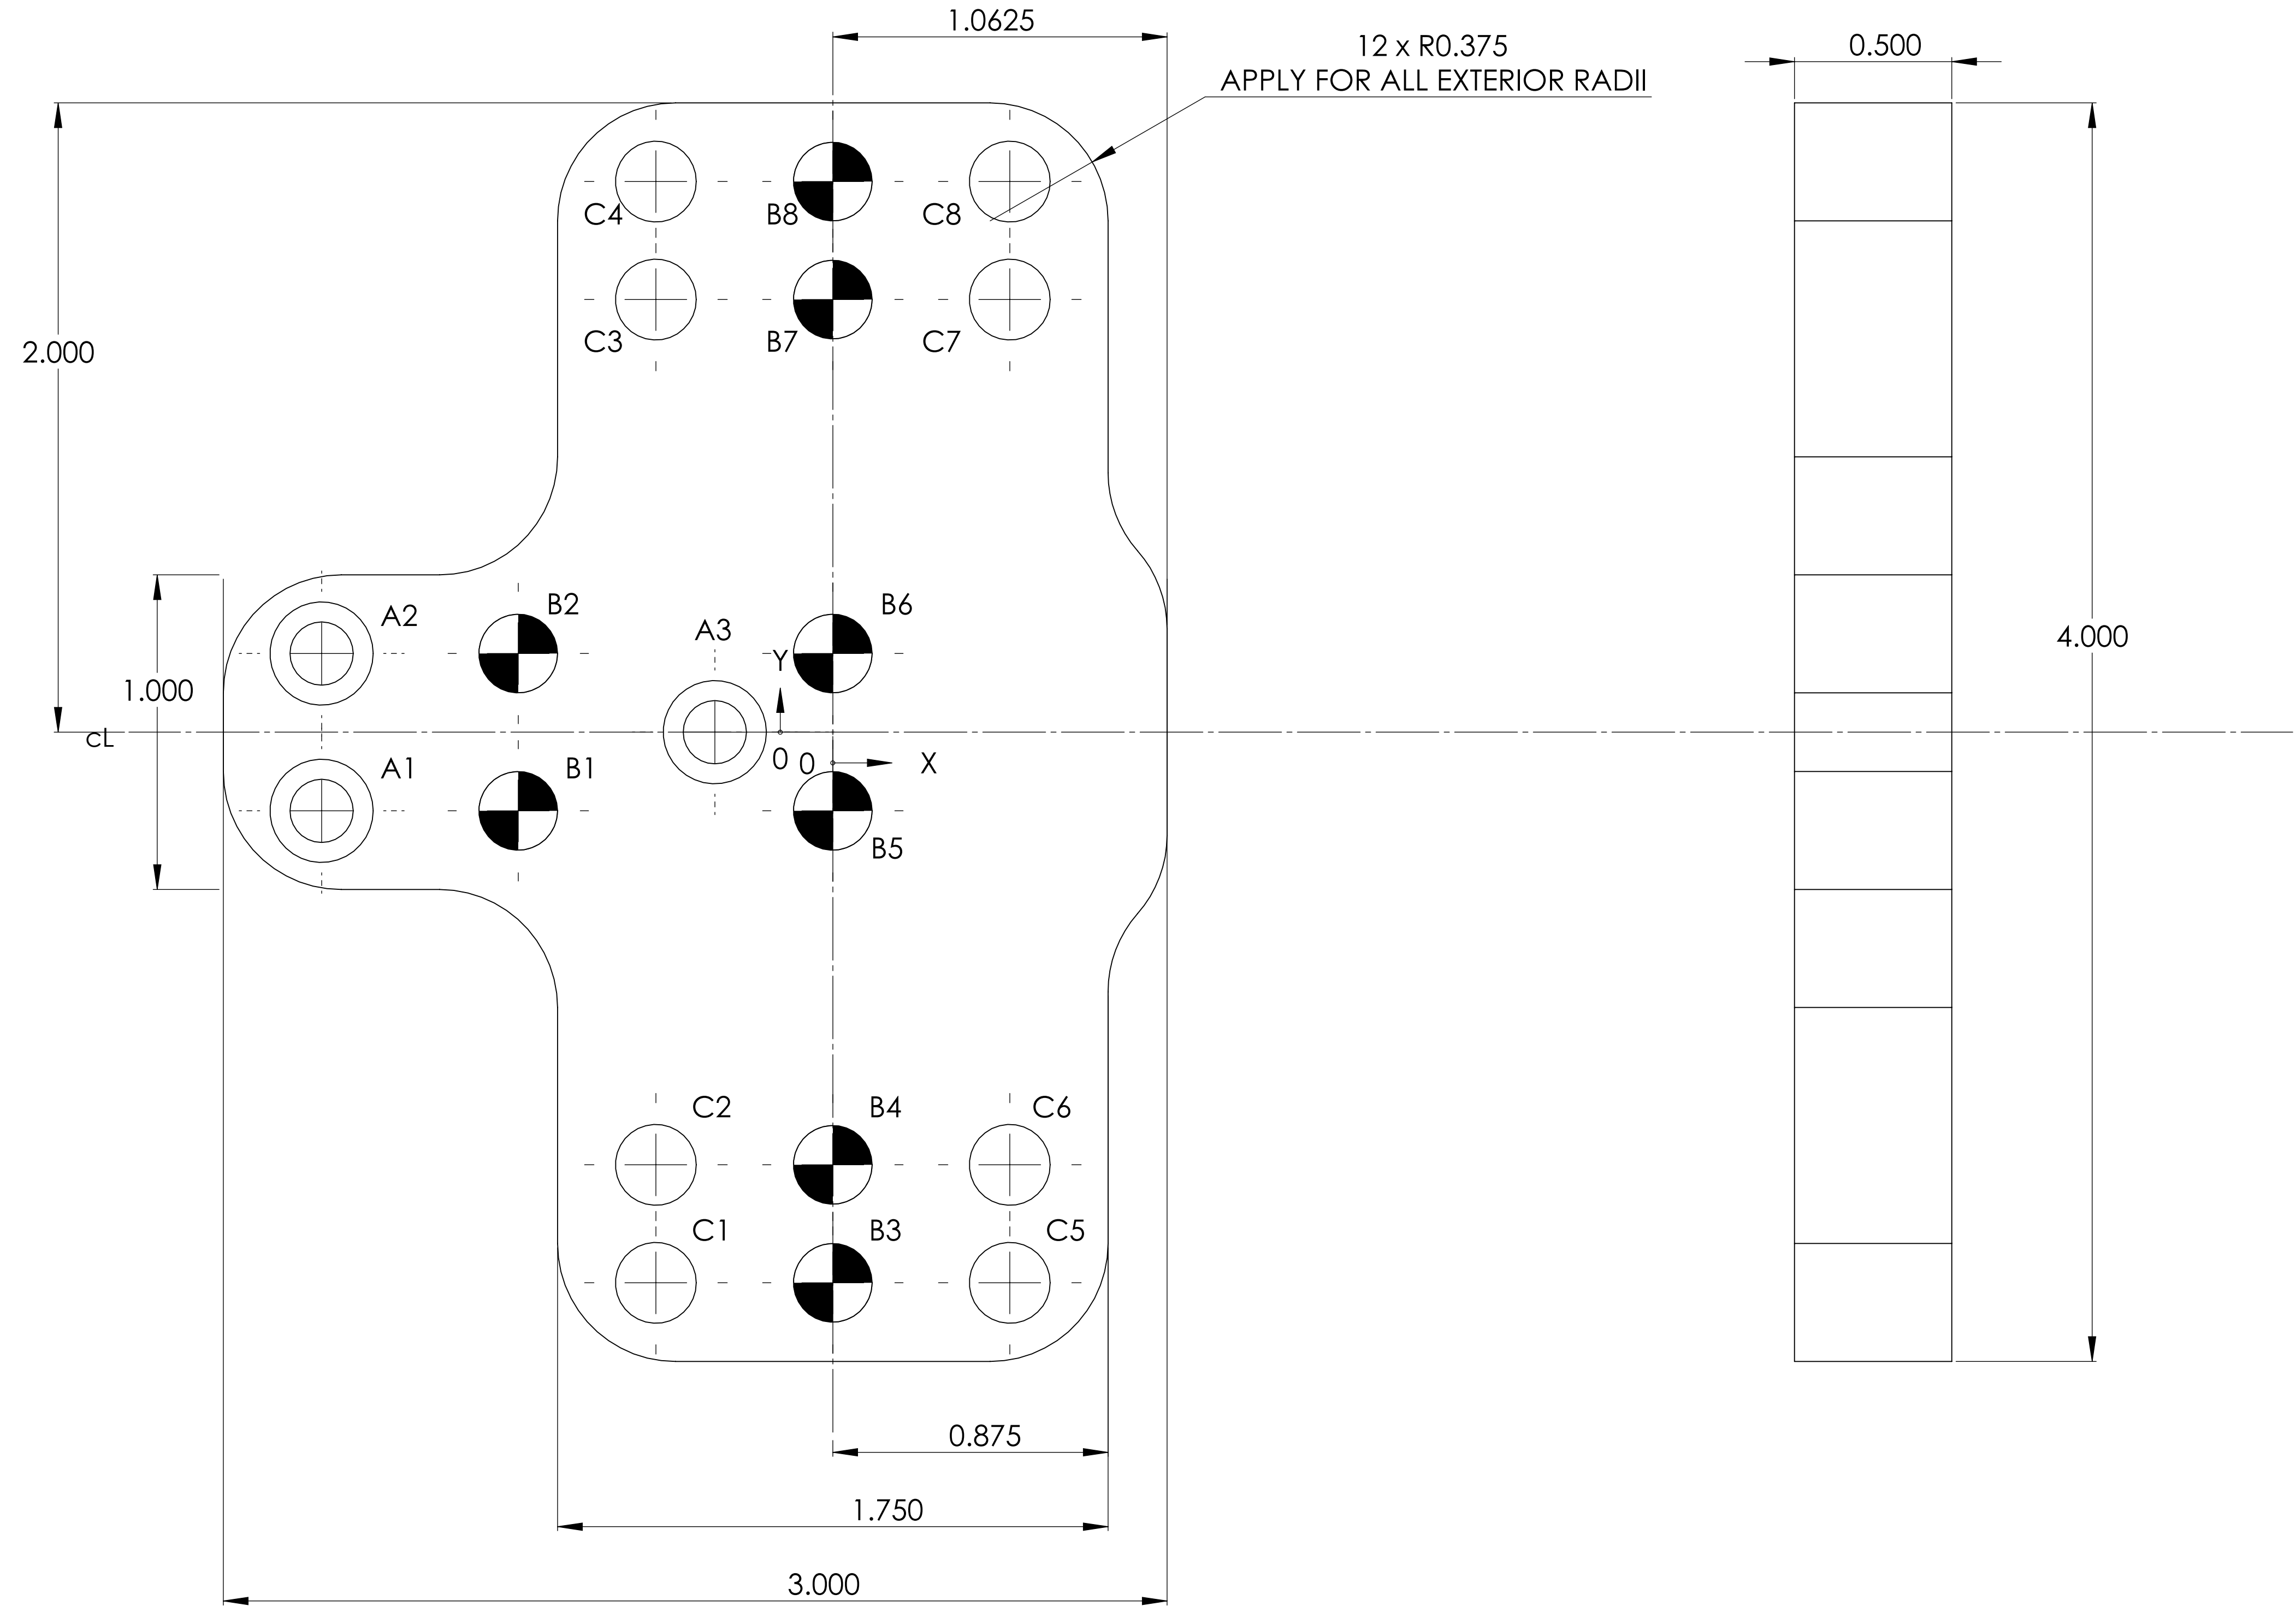 1.0625
12 x R0.375
APPLY FOR ALL EXTERIOR RADII
0.500
C4
B8
C8
C3
B7
C7
2.000
A2
B2
A3
B6
Y
4.000
1.000
cL
0
0
X
A1
B1
B5
C2
B4
C6
C1
B3
C5
0.875
1.750
3.000